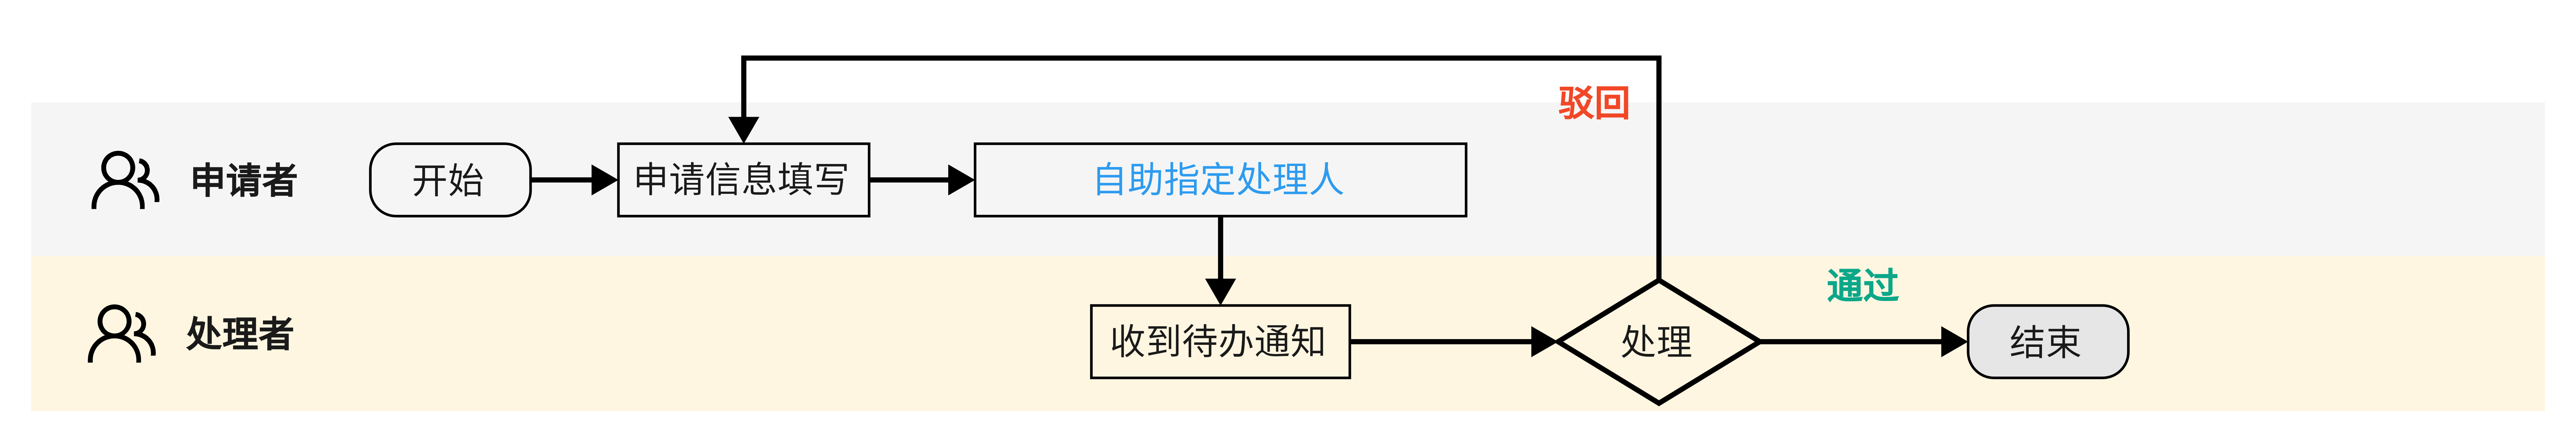 驳回
申请者
开始
申请信息填写
自助指定处理人
通过
处理者
收到待办通知
处理
结束